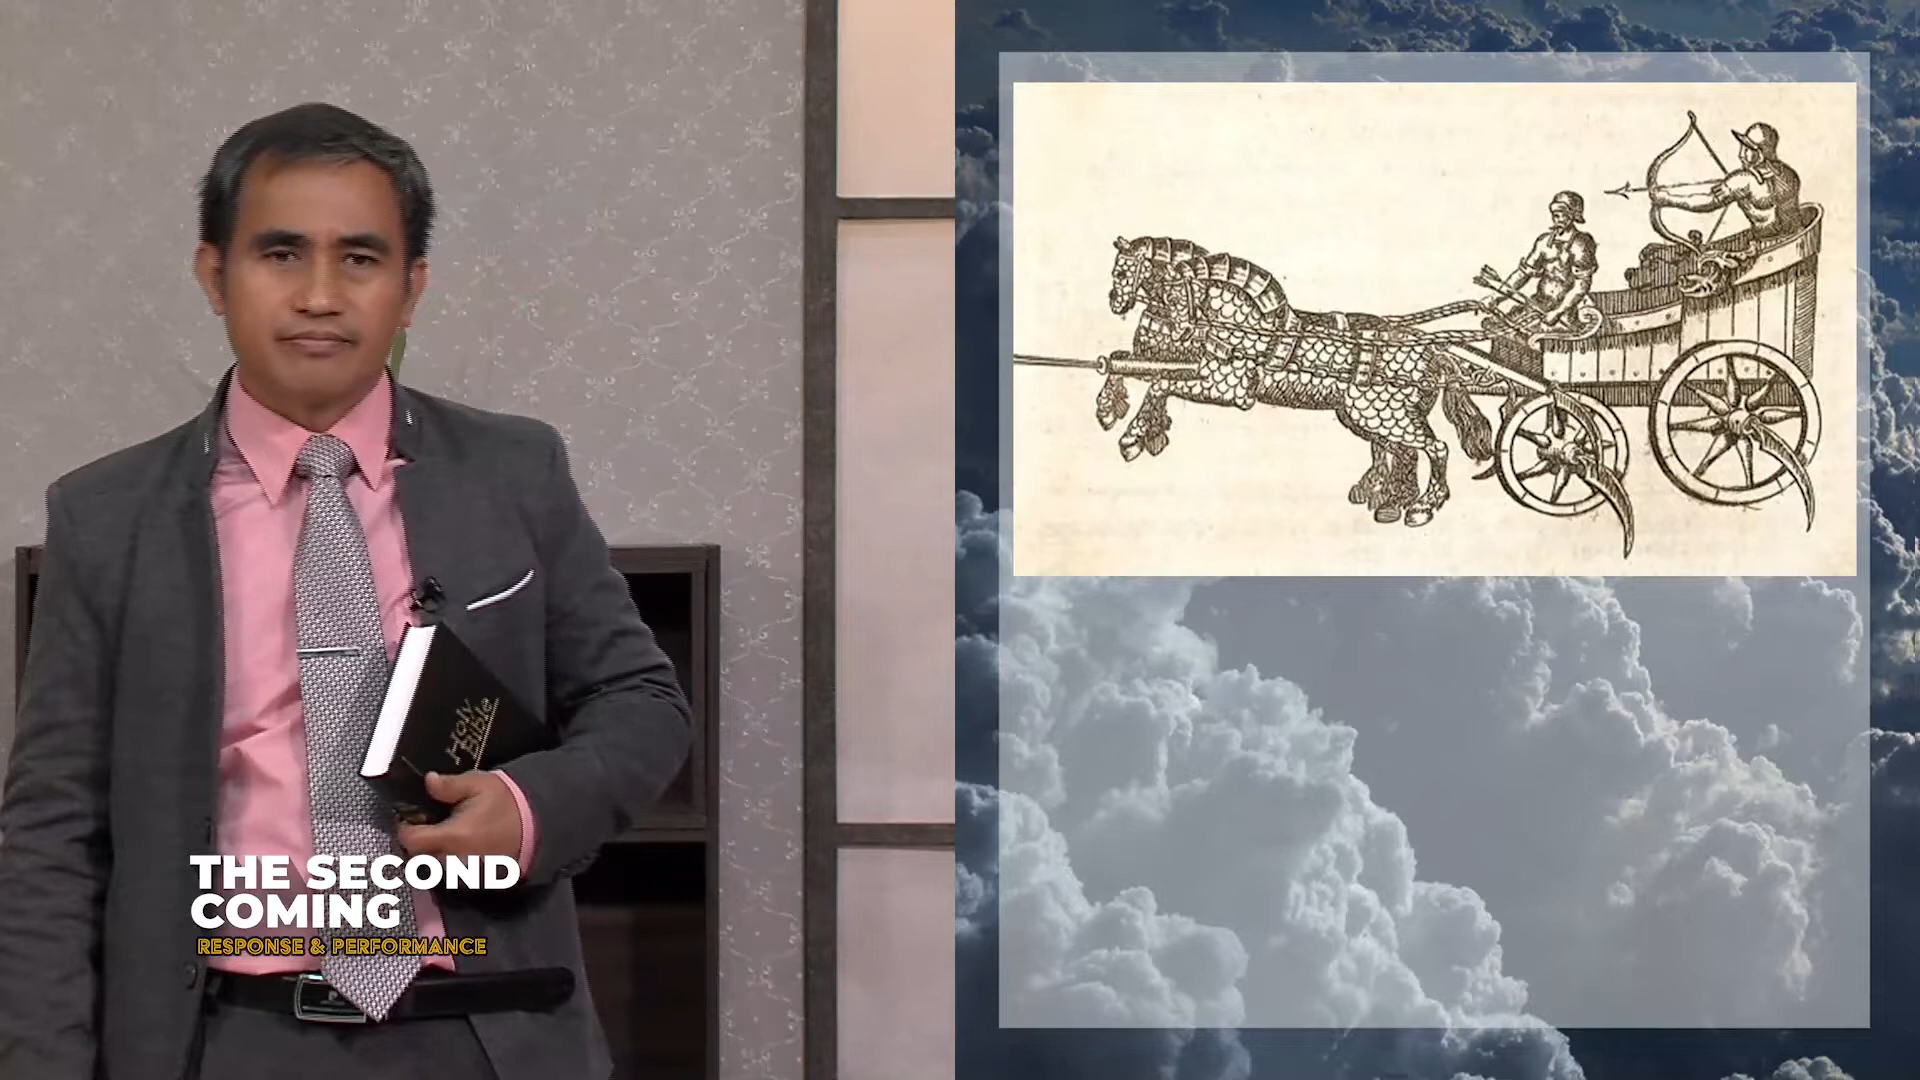 Holy
Bible
THE SECOND
COMING
RESPONSE & PERFORMANCE